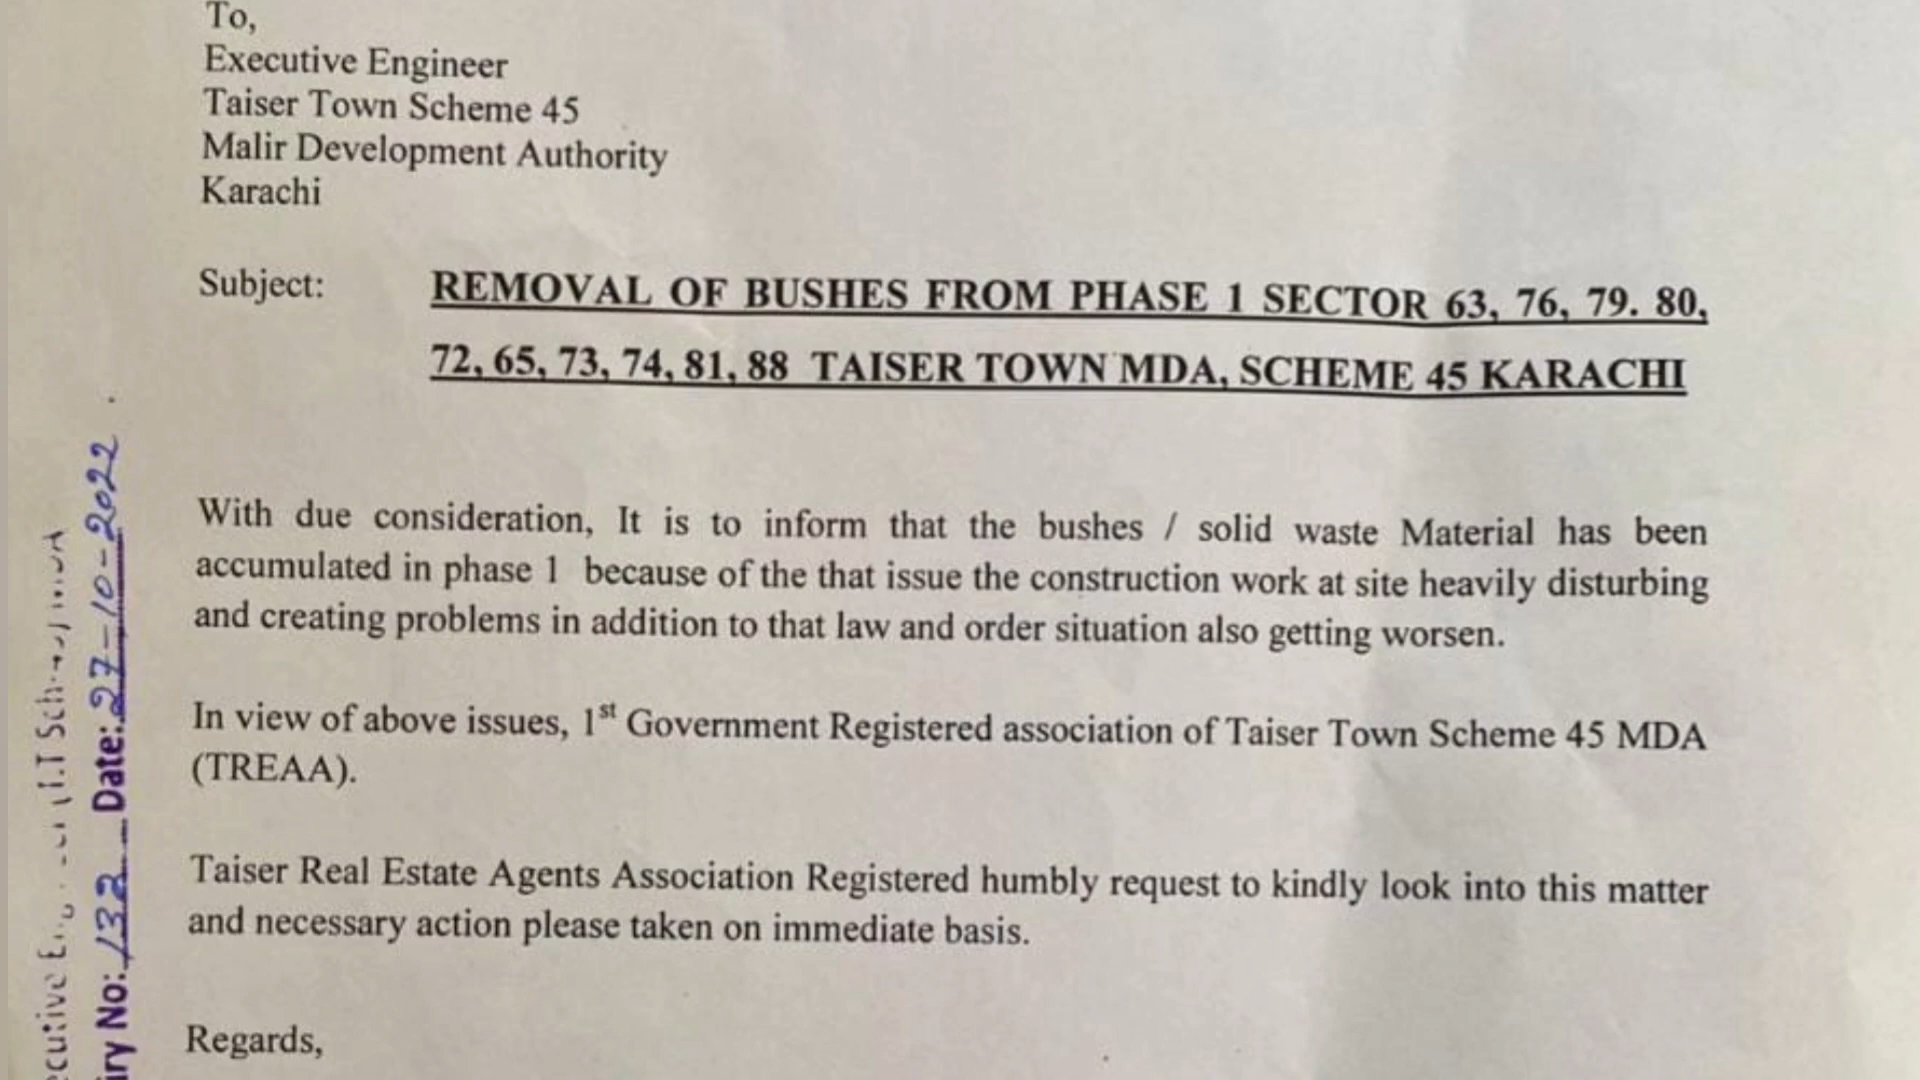 To,
Executive Engineer
Taiser Town Scheme 45
Malir Development Authority
Karachi
Subject: REMOVAL OF BUSHES FROM PHASE 1 SECTOR 63, 76, 79. 80,
72, 65, 73, 74, 81, 88 TAISER TOWN MDA, SCHEME 45 KARACHI
With due consideration, It is to inform that the bushes / solid waste Material has been
accumulated in phase 1 because of the that issue the construction work at site heavily disturbing
and creating problems in addition to that law and order situation also getting worsen.
In view of above issues, 1st Government Registered association of Taiser Town Scheme 45 MDA
(TREAA).
Taiser Real Estate Agents Association Registered humbly request to kindly look into this matter
and necessary action please taken on immediate basis.
Regards,
No: 132 Date: 27-10-2022